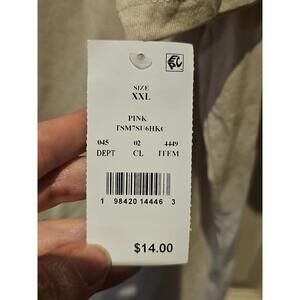 SIZE
XXL
PINK
TSM7SU6HKC
045 02 4449
DEPT CL ITEM
1 98420 14446 3
$14.00